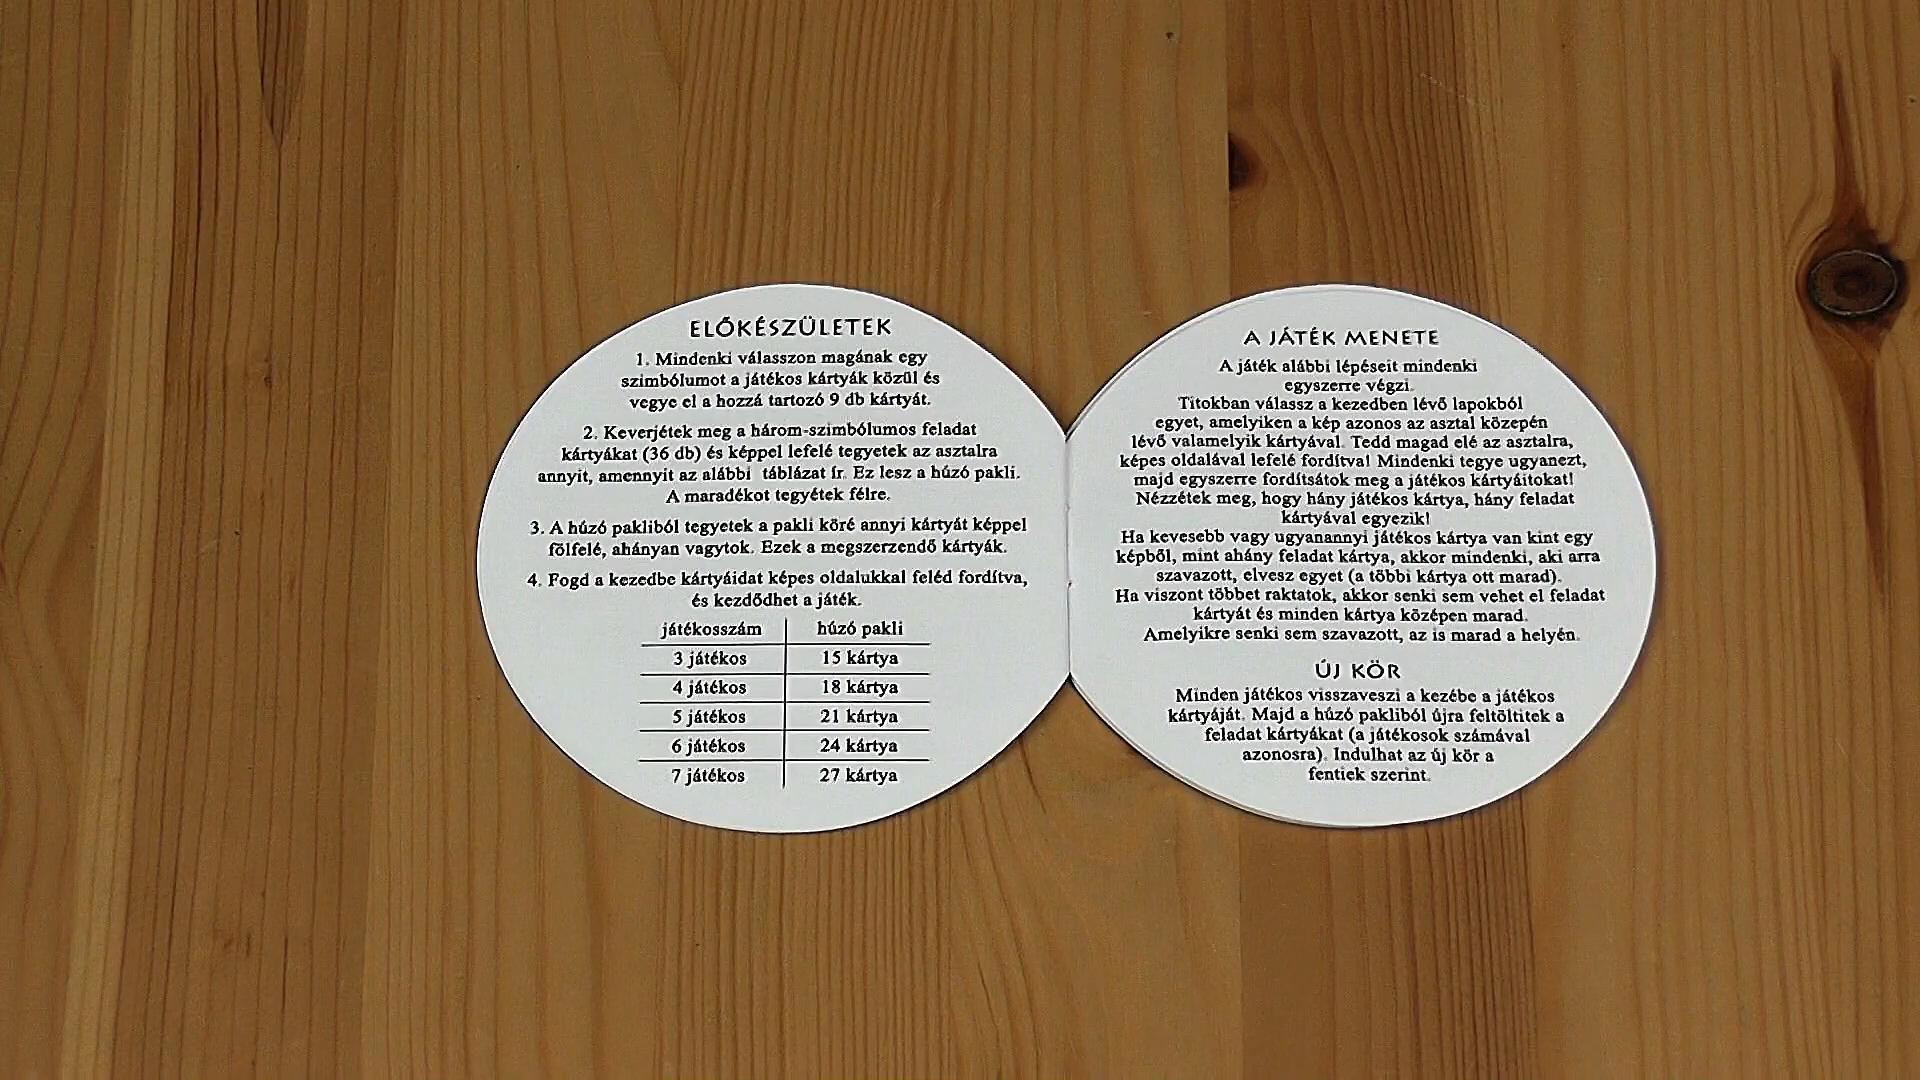 ELŐKÉSZÜLETEK
1. Mindenki válasszon magának egy
szimbólumot a játékos kártyák közül és
vegye el a hozzá tartozó 9 db kártyát.
2. Keverjétek meg a három-szimbólumos feladat
kártyákat (36 db) és képpel lefelé tegyetek az asztalra
annyit, amennyit az alábbi táblázat ír. Ez lesz a húzó pakli.
A maradékot tegyétek félre.
3. A húzó pakliból tegyetek a pakli köré annyi kártyát képpel
fölfelé, ahányan vagytok. Ezek a megszerzendő kártyák.
4. Fogd a kezedbe kártyáidat képes oldalukkal feléd fordítva,
és kezdődhet a játék.
játékosszám húzó pakli
3 játékos 15 kártya
4 játékos 18 kártya
5 játékos 21 kártya
6 játékos 24 kártya
7 játékos 27 kártya
A JÁTÉK MENETE
A játék alábbi lépéseit mindenki
egyszerre végzi.
Titokban válassz a kezedben lévő lapokból
egyet, amelyiken a kép azonos az asztal közepén
lévő valamelyik kártyával. Tedd magad elé az asztalra,
képes oldalával lefelé fordítva! Mindenki tegye ugyanezt,
majd egyszerre fordítsátok meg a játékos kártyáitokat!
Nézzétek meg, hogy hány játékos kártya, hány feladat
kártyával egyezik!
Ha kevesebb vagy ugyanannyi játékos kártya van kint egy
képből, mint ahány feladat kártya, akkor mindenki, aki arra
szavazott, elvesz egyet (a többi kártya ott marad).
Ha viszont többet raktatok, akkor senki sem vehet el feladat
kártyát és minden kártya középen marad.
Amelyikre senki sem szavazott, az is marad a helyén.
ÚJ KÖR
Minden játékos visszaveszi a kezébe a játékos
kártyáját. Majd a húzó pakliból újra feltöltitek a
feladat kártyákat (a játékosok számával
azonosra). Indulhat az új kör a
fentiek szerint.